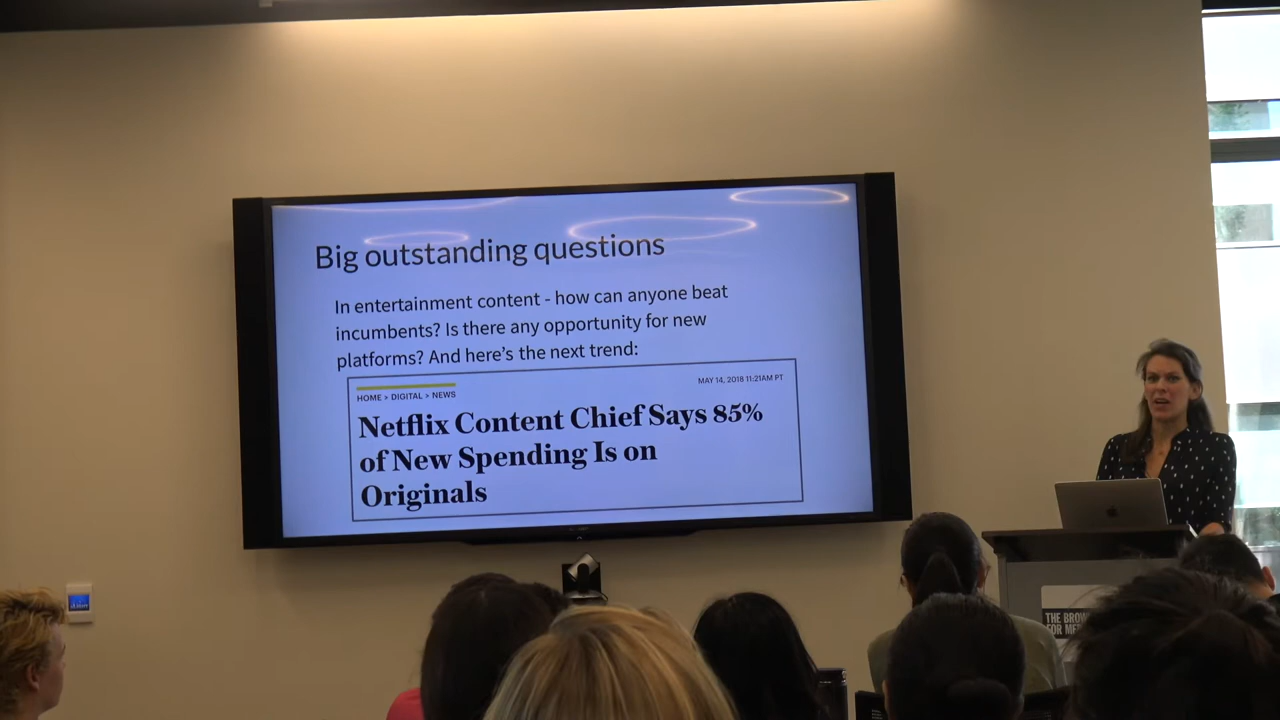 Big outstanding questions
In entertainment content - how can anyone beat
incumbents? Is there any opportunity for new
platforms? And here's the next trend:
MAY 14, 2018 11:21AM PT
HOME > DIGITAL > NEWS
Netflix Content Chief Says 85%
of New Spending Is on
Originals
THE
FOR